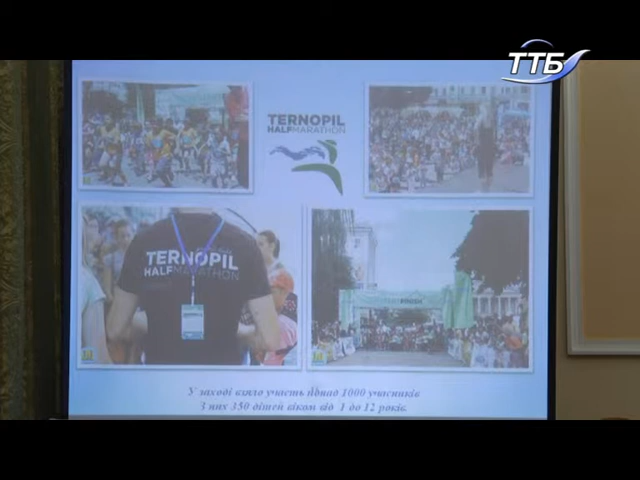 ТТБ
TERNOPIL
HALFMARATHON
TERNOPIL
HALFMARATHON
FINISH
У заході взяло участь понад 1000 учасників
З них 350 дітей віком від 1 до 12 років.